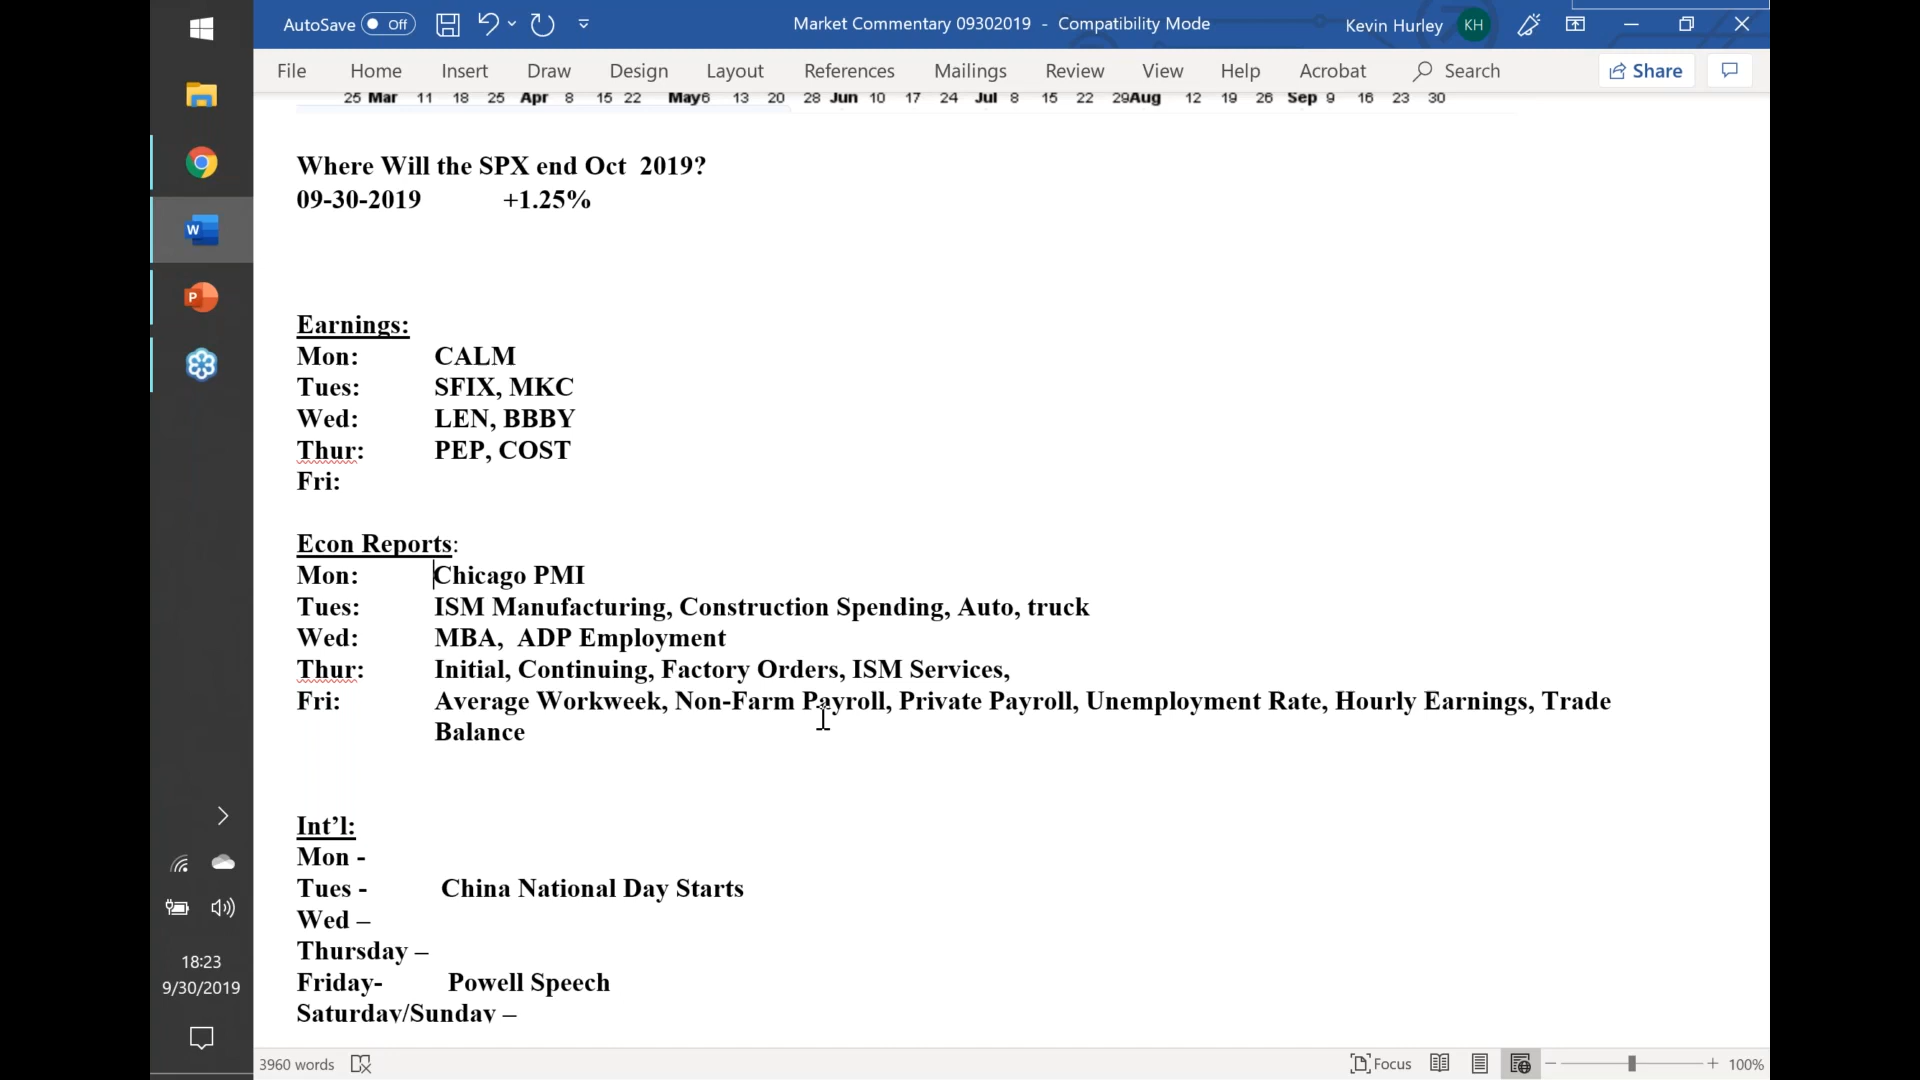 AutoSave Off
Market Commentary 09302019 - Compatibility Mode
Kevin Hurley KH
File Home Insert Draw Design Layout References Mailings Review View Help Acrobat Search Share
25 Mar 11 18 25 Apr 8 15 22 May6 13 20 28 Jun 10 17 24 Jul 8 15 22 29Aug 12 19 26 Sep 9 16 23 30
Where Will the SPX end Oct 2019?
09-30-2019 +1.25%
Earnings:
Mon: CALM
Tues: SFIX, MKC
Wed: LEN, BBBY
Thur: PEP, COST
Fri:
Econ Reports:
Mon: Chicago PMI
Tues: ISM Manufacturing, Construction Spending, Auto, truck
Wed: MBA, ADP Employment
Thur: Initial, Continuing, Factory Orders, ISM Services,
Fri: Average Workweek, Non-Farm Payroll, Private Payroll, Unemployment Rate, Hourly Earnings, Trade
Balance
Int’l:
Mon -
Tues - China National Day Starts
Wed –
Thursday –
Friday- Powell Speech
Saturday/Sunday –
18:23
9/30/2019
3960 words
Focus
100%